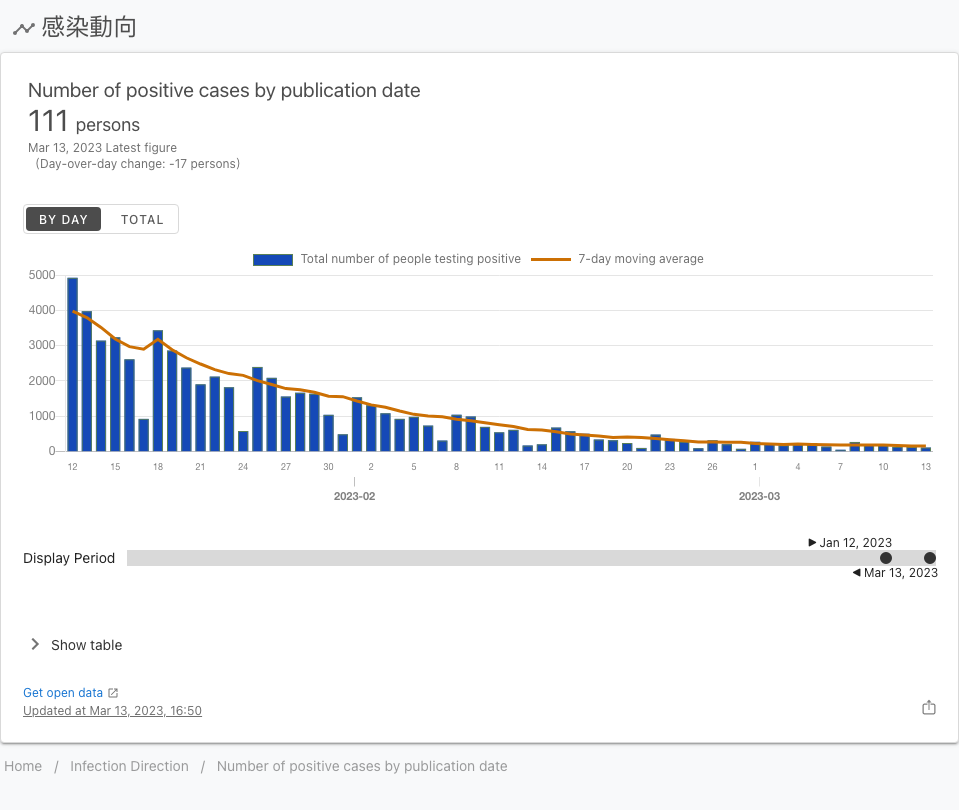 感染動向
Number of positive cases by publication date
111 persons
Mar 13, 2023 Latest figure
(Day-over-day change: -17 persons)
BY DAY TOTAL
Total number of people testing positive 7-day moving average
5000
4000
3000
2000
1000
0
12 15 18 21 24 27 30 2 5 8 11 14 17 20 23 26 1 4 7 10 13
2023-02 2023-03
Jan 12, 2023
Display Period
Mar 13, 2023
Show table
Get open data
Updated at Mar 13, 2023, 16:50
Home / Infection Direction / Number of positive cases by publication date